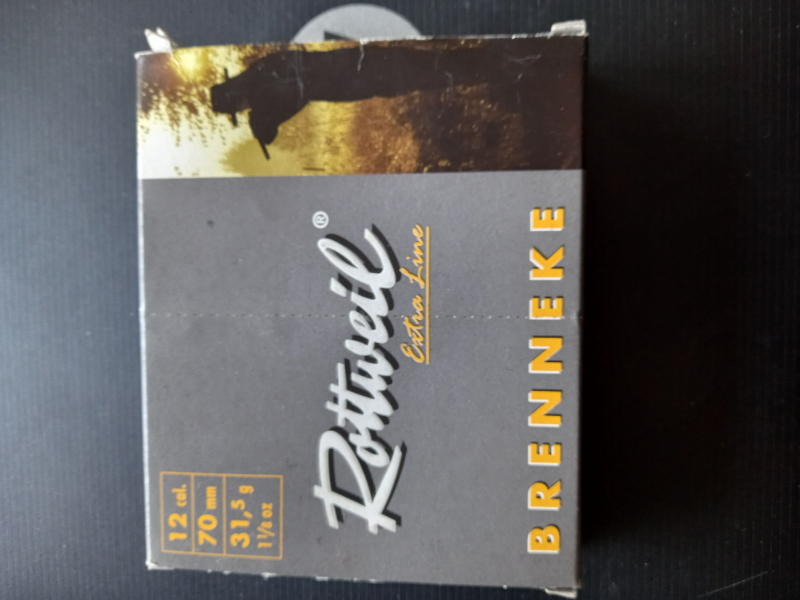 12 cal.
70 mm
31,5 g
1 1/8 oz
Rottweil®
Extra Line
BRENNEKE